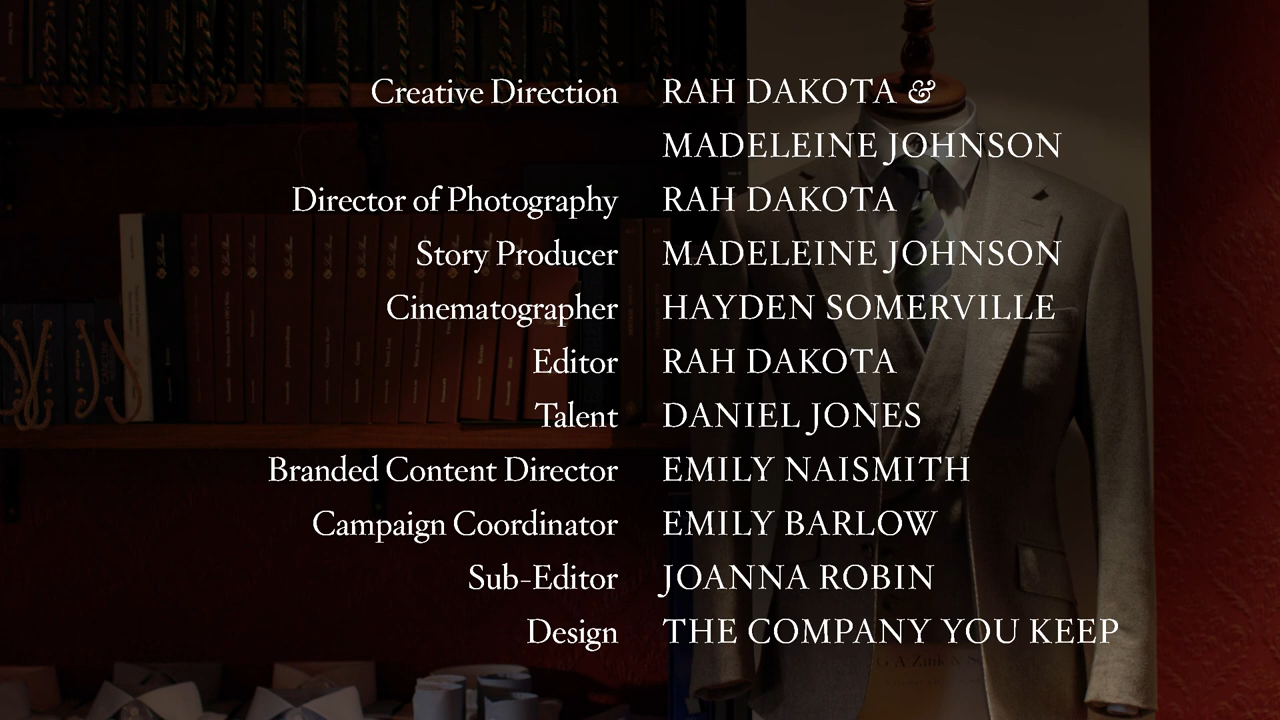 Creative Direction RAH DAKOTA &
MADELEINE JOHNSON
Director of Photography RAH DAKOTA
Story Producer MADELEINE JOHNSON
Cinematographer HAYDEN SOMERVILLE
Editor RAH DAKOTA
Talent DANIEL JONES
Branded Content Director EMILY NAISMITH
Campaign Coordinator EMILY BARLOW
Sub-Editor JOANNA ROBIN
Design THE COMPANY YOU KEEP